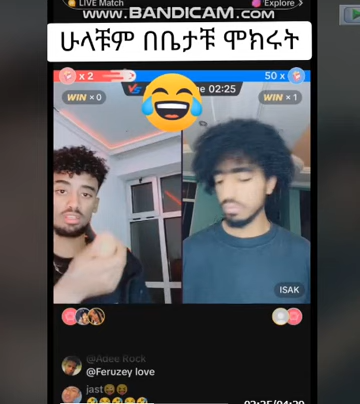 LIVE Match
Explore >
www.BANDICAM.com
ሁላቹም በቤታቹ ሞክሩት
x 2
50 x
02:25
WIN × 0
WIN × 1
ISAK
@Adee Rock
@Feruzey love
jast😂😆
🤣🤣🤣🤣🤣